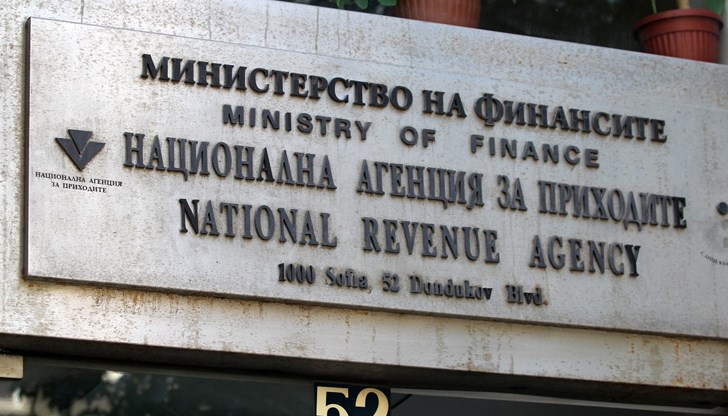 МИНИСТЕРСТВО НА ФИНАНСИТЕ
MINISTRY OF FINANCE
НАЦИОНАЛНА АГЕНЦИЯ ЗА ПРИХОДИТЕ
NATIONAL REVENUE AGENCY
1000 Sofia, 52 Dondukov Blvd.
НАЦИОНАЛНА АГЕНЦИЯ
ЗА ПРИХОДИТЕ
52